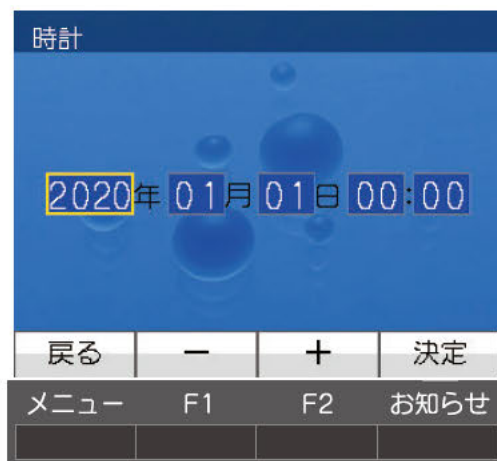 時計
2020年 01月 01日 00:00
戻る － ＋ 決定
メニュー F1 F2 お知らせ